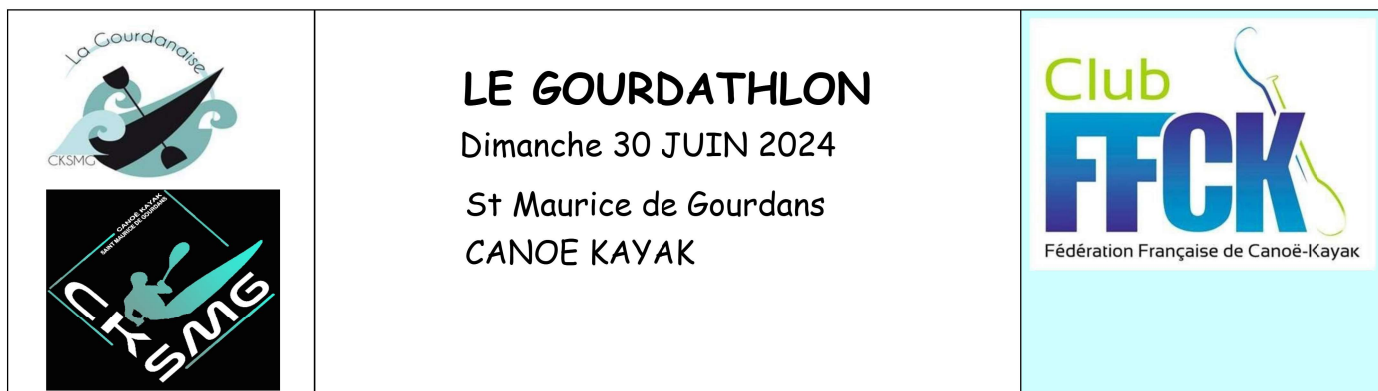 La Gourdanaise
CKSMG
CANOE KAYAK
SAINT MAURICE DE GOURDANS
CKSMG
LE GOURDATHLON
Dimanche 30 JUIN 2024
St Maurice de Gourdans
CANOE KAYAK
Club
FFCK
Fédération Française de Canoë-Kayak